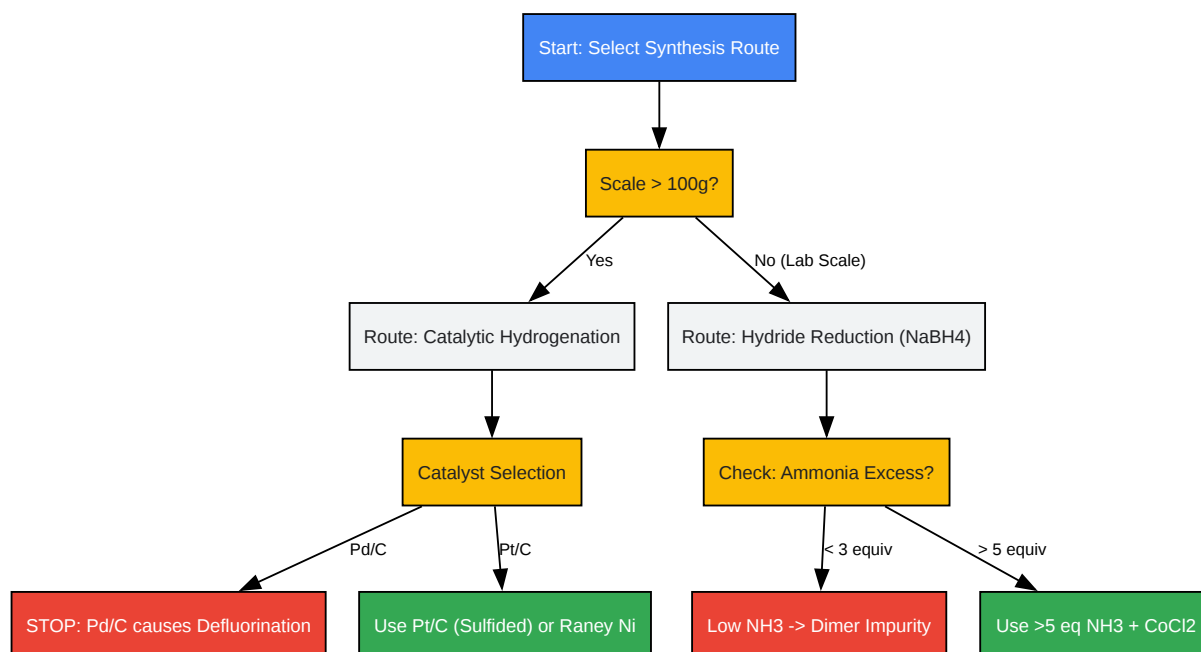 Start: Select Synthesis Route
Scale > 100g?
Yes
No (Lab Scale)
Route: Catalytic Hydrogenation
Route: Hydride Reduction (NaBH4)
Catalyst Selection
Check: Ammonia Excess?
Pd/C
Pt/C
< 3 equiv
> 5 equiv
STOP: Pd/C causes Defluorination
Use Pt/C (Sulfided) or Raney Ni
Low NH3 -> Dimer Impurity
Use >5 eq NH3 + CoCl2